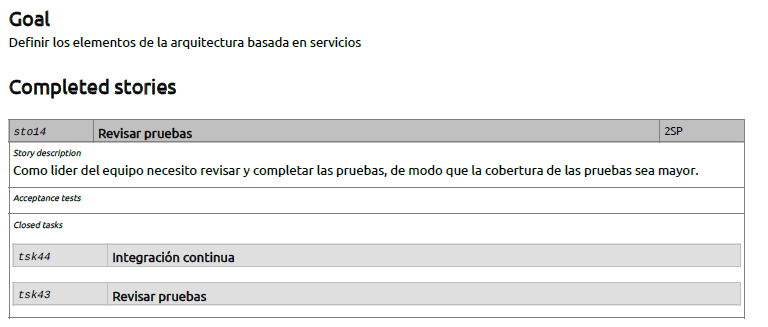 Goal
Definir los elementos de la arquitectura basada en servicios
Completed stories
sto14 Revisar pruebas 2SP
Story description
Como lider del equipo necesito revisar y completar las pruebas, de modo que la cobertura de las pruebas sea mayor.
Acceptance tests
Closed tasks
tsk44 Integración continua
tsk43 Revisar pruebas